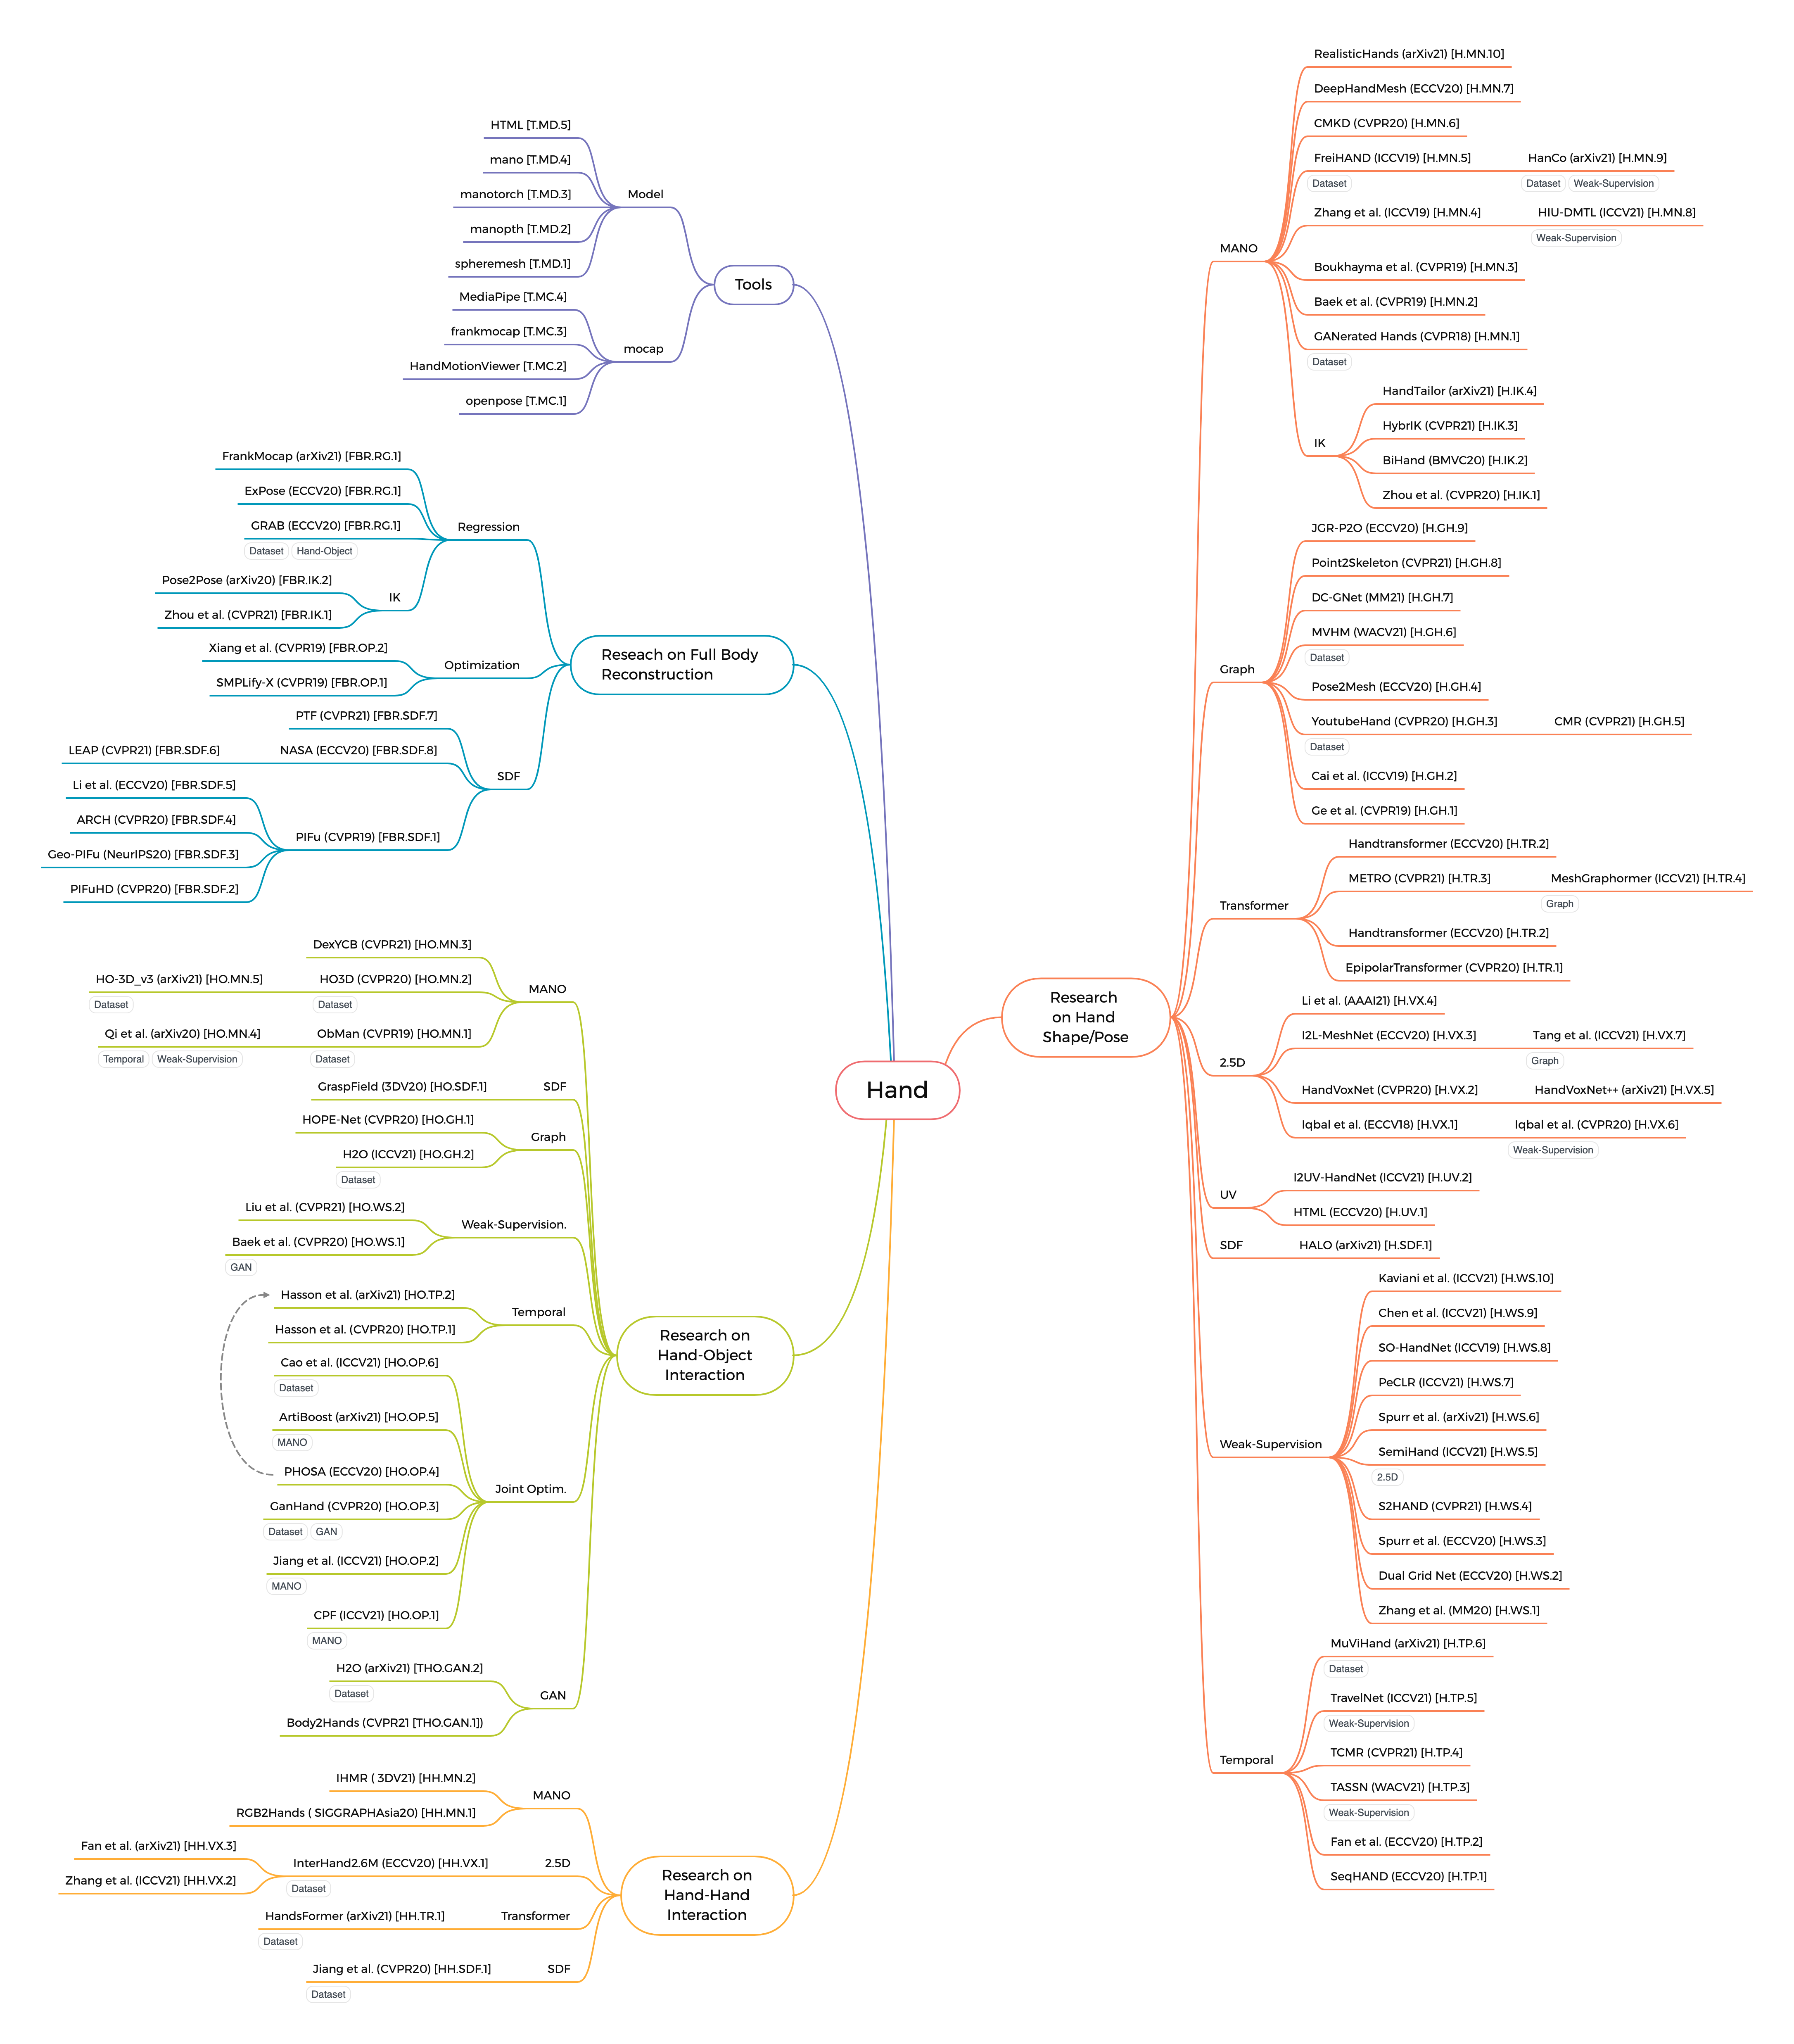 Hand
Tools
Model
HTML [T.MD.5]
mano [T.MD.4]
manotorch [T.MD.3]
manopth [T.MD.2]
spheremesh [T.MD.1]
mocap
MediaPipe [T.MC.4]
frankmocap [T.MC.3]
HandMotionViewer [T.MC.2]
openpose [T.MC.1]
Reseach on Full Body
Reconstruction
Regression
FrankMocap (arXiv21) [FBR.RG.1]
ExPose (ECCV20) [FBR.RG.1]
GRAB (ECCV20) [FBR.RG.1]
Dataset
Hand-Object
IK
Pose2Pose (arXiv20) [FBR.IK.2]
Zhou et al. (CVPR21) [FBR.IK.1]
Optimization
Xiang et al. (CVPR19) [FBR.OP.2]
SMPLify-X (CVPR19) [FBR.OP.1]
SDF
PTF (CVPR21) [FBR.SDF.7]
NASA (ECCV20) [FBR.SDF.8]
LEAP (CVPR21) [FBR.SDF.6]
PIFu (CVPR19) [FBR.SDF.1]
Li et al. (ECCV20) [FBR.SDF.5]
ARCH (CVPR20) [FBR.SDF.4]
Geo-PIFu (NeurIPS20) [FBR.SDF.3]
PIFuHD (CVPR20) [FBR.SDF.2]
Research on
Hand-Object
Interaction
MANO
DexYCB (CVPR21) [HO.MN.3]
HO3D (CVPR20) [HO.MN.2]
Dataset
HO-3D_v3 (arXiv21) [HO.MN.5]
Dataset
ObMan (CVPR19) [HO.MN.1]
Dataset
Qi et al. (arXiv20) [HO.MN.4]
Temporal
Weak-Supervision
SDF
GraspField (3DV20) [HO.SDF.1]
Graph
HOPE-Net (CVPR20) [HO.GH.1]
H2O (ICCV21) [HO.GH.2]
Dataset
Weak-Supervision.
Liu et al. (CVPR21) [HO.WS.2]
Baek et al. (CVPR20) [HO.WS.1]
GAN
Temporal
Hasson et al. (arXiv21) [HO.TP.2]
Hasson et al. (CVPR20) [HO.TP.1]
Joint Optim.
Cao et al. (ICCV21) [HO.OP.6]
Dataset
ArtiBoost (arXiv21) [HO.OP.5]
MANO
PHOSA (ECCV20) [HO.OP.4]
GanHand (CVPR20) [HO.OP.3]
Dataset
GAN
Jiang et al. (ICCV21) [HO.OP.2]
MANO
CPF (ICCV21) [HO.OP.1]
MANO
GAN
H2O (arXiv21) [THO.GAN.2]
Dataset
Body2Hands (CVPR21 [THO.GAN.1])
Research on
Hand-Hand
Interaction
MANO
IHMR ( 3DV21) [HH.MN.2]
RGB2Hands ( SIGGRAPHAsia20) [HH.MN.1]
2.5D
InterHand2.6M (ECCV20) [HH.VX.1]
Dataset
Fan et al. (arXiv21) [HH.VX.3]
Zhang et al. (ICCV21) [HH.VX.2]
Transformer
HandsFormer (arXiv21) [HH.TR.1]
Dataset
SDF
Jiang et al. (CVPR20) [HH.SDF.1]
Dataset
Research
on Hand
Shape/Pose
MANO
RealisticHands (arXiv21) [H.MN.10]
DeepHandMesh (ECCV20) [H.MN.7]
CMKD (CVPR20) [H.MN.6]
FreiHAND (ICCV19) [H.MN.5]
Dataset
HanCo (arXiv21) [H.MN.9]
Dataset
Weak-Supervision
Zhang et al. (ICCV19) [H.MN.4]
HIU-DMTL (ICCV21) [H.MN.8]
Weak-Supervision
Boukhayma et al. (CVPR19) [H.MN.3]
Baek et al. (CVPR19) [H.MN.2]
GANerated Hands (CVPR18) [H.MN.1]
Dataset
IK
HandTailor (arXiv21) [H.IK.4]
HybrIK (CVPR21) [H.IK.3]
BiHand (BMVC20) [H.IK.2]
Zhou et al. (CVPR20) [H.IK.1]
Graph
JGR-P2O (ECCV20) [H.GH.9]
Point2Skeleton (CVPR21) [H.GH.8]
DC-GNet (MM21) [H.GH.7]
MVHM (WACV21) [H.GH.6]
Dataset
Pose2Mesh (ECCV20) [H.GH.4]
YoutubeHand (CVPR20) [H.GH.3]
Dataset
CMR (CVPR21) [H.GH.5]
Cai et al. (ICCV19) [H.GH.2]
Ge et al. (CVPR19) [H.GH.1]
Transformer
Handtransformer (ECCV20) [H.TR.2]
METRO (CVPR21) [H.TR.3]
MeshGraphormer (ICCV21) [H.TR.4]
Graph
Handtransformer (ECCV20) [H.TR.2]
EpipolarTransformer (CVPR20) [H.TR.1]
2.5D
Li et al. (AAAI21) [H.VX.4]
I2L-MeshNet (ECCV20) [H.VX.3]
Tang et al. (ICCV21) [H.VX.7]
Graph
HandVoxNet (CVPR20) [H.VX.2]
HandVoxNet++ (arXiv21) [H.VX.5]
Iqbal et al. (ECCV18) [H.VX.1]
Iqbal et al. (CVPR20) [H.VX.6]
Weak-Supervision
UV
I2UV-HandNet (ICCV21) [H.UV.2]
HTML (ECCV20) [H.UV.1]
SDF
HALO (arXiv21) [H.SDF.1]
Weak-Supervision
Kaviani et al. (ICCV21) [H.WS.10]
Chen et al. (ICCV21) [H.WS.9]
SO-HandNet (ICCV19) [H.WS.8]
PeCLR (ICCV21) [H.WS.7]
Spurr et al. (arXiv21) [H.WS.6]
SemiHand (ICCV21) [H.WS.5]
2.5D
S2HAND (CVPR21) [H.WS.4]
Spurr et al. (ECCV20) [H.WS.3]
Dual Grid Net (ECCV20) [H.WS.2]
Zhang et al. (MM20) [H.WS.1]
Temporal
MuViHand (arXiv21) [H.TP.6]
Dataset
TravelNet (ICCV21) [H.TP.5]
Weak-Supervision
TCMR (CVPR21) [H.TP.4]
TASSN (WACV21) [H.TP.3]
Weak-Supervision
Fan et al. (ECCV20) [H.TP.2]
SeqHAND (ECCV20) [H.TP.1]